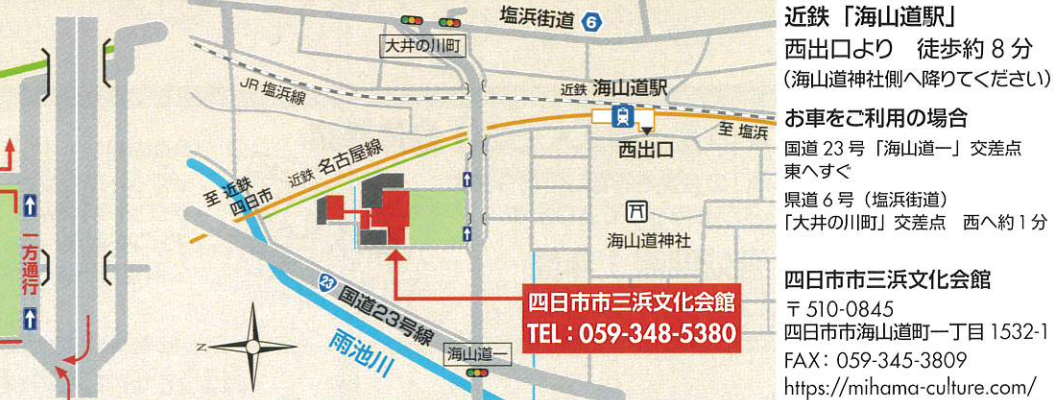 塩浜街道 6
大井の川町
JR 塩浜線
近鉄 海山道駅
至 塩浜
西出口
近鉄 名古屋線
至 近鉄
四日市
一方通行
海山道神社
23 国道23号線
雨池川
海山道一
N
四日市市三浜文化会館
TEL：059-348-5380
近鉄「海山道駅」
西出口より 徒歩約 8 分
（海山道神社側へ降りてください）
お車をご利用の場合
国道 23 号「海山道一」交差点
東へすぐ
県道 6 号（塩浜街道）
「大井の川町」交差点 西へ約 1 分
四日市市三浜文化会館
〒 510-0845
四日市市海山道町一丁目 1532-1
FAX：059-345-3809
https://mihama-culture.com/